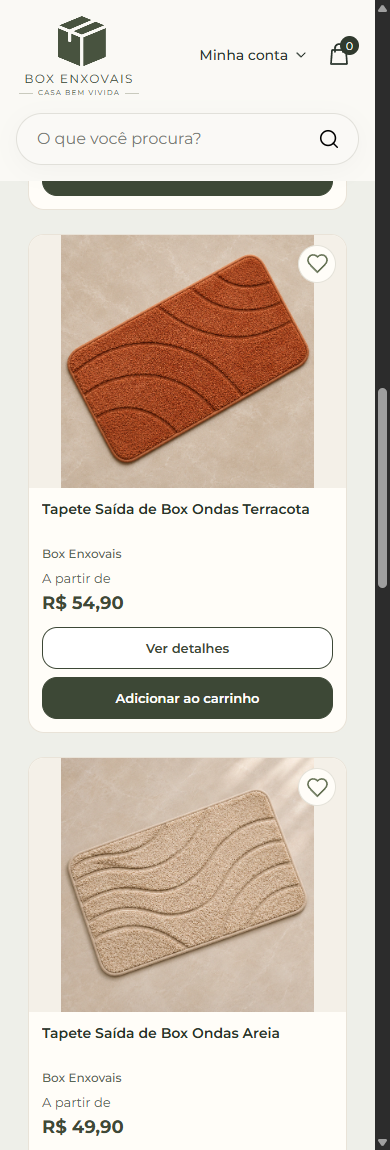 BOX ENXOVAIS
CASA BEM VIVIDA
Minha conta
0
O que você procura?
Tapete Saída de Box Ondas Terracota
Box Enxovais
A partir de
R$ 54,90
Ver detalhes
Adicionar ao carrinho
Tapete Saída de Box Ondas Areia
Box Enxovais
A partir de
R$ 49,90